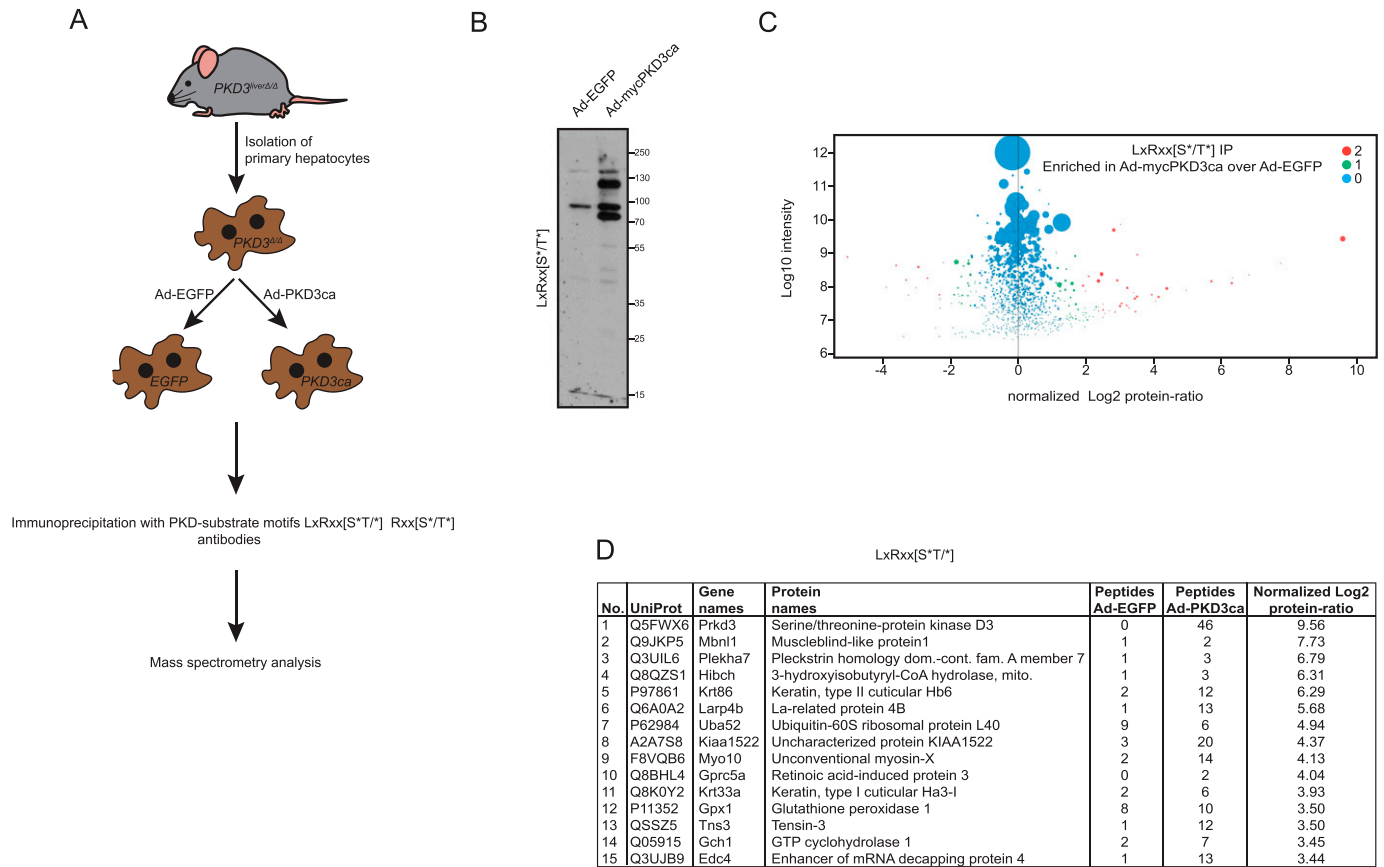 A
PKD3liverΔ/Δ
Isolation of
primary hepatocytes
PKD3Δ/Δ
Ad-EGFP
Ad-PKD3ca
EGFP
PKD3ca
Immunoprecipitation with PKD-substrate motifs LxRxx[S*T/*] Rxx[S*/T*]
antibodies
Mass spectrometry analysis
B
Ad-EGFP
Ad-mycPKD3ca
LxRxx[S*/T*]
250
130
100
70
55
35
25
15
C
LxRxx[S*/T*] IP
Enriched in Ad-mycPKD3ca over Ad-EGFP
2
1
0
Log10 intensity
12
11
10
9
8
7
6
-4 -2 0 2 4 6 8 10
normalized Log2 protein-ratio
D
LxRxx[S*T/*]
No. UniProt Gene names Protein names Peptides Ad-EGFP Peptides Ad-PKD3ca Normalized Log2 protein-ratio
1 Q5FWX6 Prkd3 Serine/threonine-protein kinase D3 0 46 9.56
2 Q9JKP5 Mbnl1 Muscleblind-like protein1 1 2 7.73
3 Q3UIL6 Plekha7 Pleckstrin homology dom.-cont. fam. A member 7 1 3 6.79
4 Q8QZS1 Hibch 3-hydroxyisobutyryl-CoA hydrolase, mito. 1 3 6.31
5 P97861 Krt86 Keratin, type II cuticular Hb6 2 12 6.29
6 Q6A0A2 Larp4b La-related protein 4B 1 13 5.68
7 P62984 Uba52 Ubiquitin-60S ribosomal protein L40 9 6 4.94
8 A2A7S8 Kiaa1522 Uncharacterized protein KIAA1522 3 20 4.37
9 F8VQB6 Myo10 Unconventional myosin-X 2 14 4.13
10 Q8BHL4 Gprc5a Retinoic acid-induced protein 3 0 2 4.04
11 Q8K0Y2 Krt33a Keratin, type I cuticular Ha3-I 2 6 3.93
12 P11352 Gpx1 Glutathione peroxidase 1 8 10 3.50
13 QSSZ5 Tns3 Tensin-3 1 12 3.50
14 Q05915 Gch1 GTP cyclohydrolase 1 2 7 3.45
15 Q3UJB9 Edc4 Enhancer of mRNA decapping protein 4 1 13 3.44